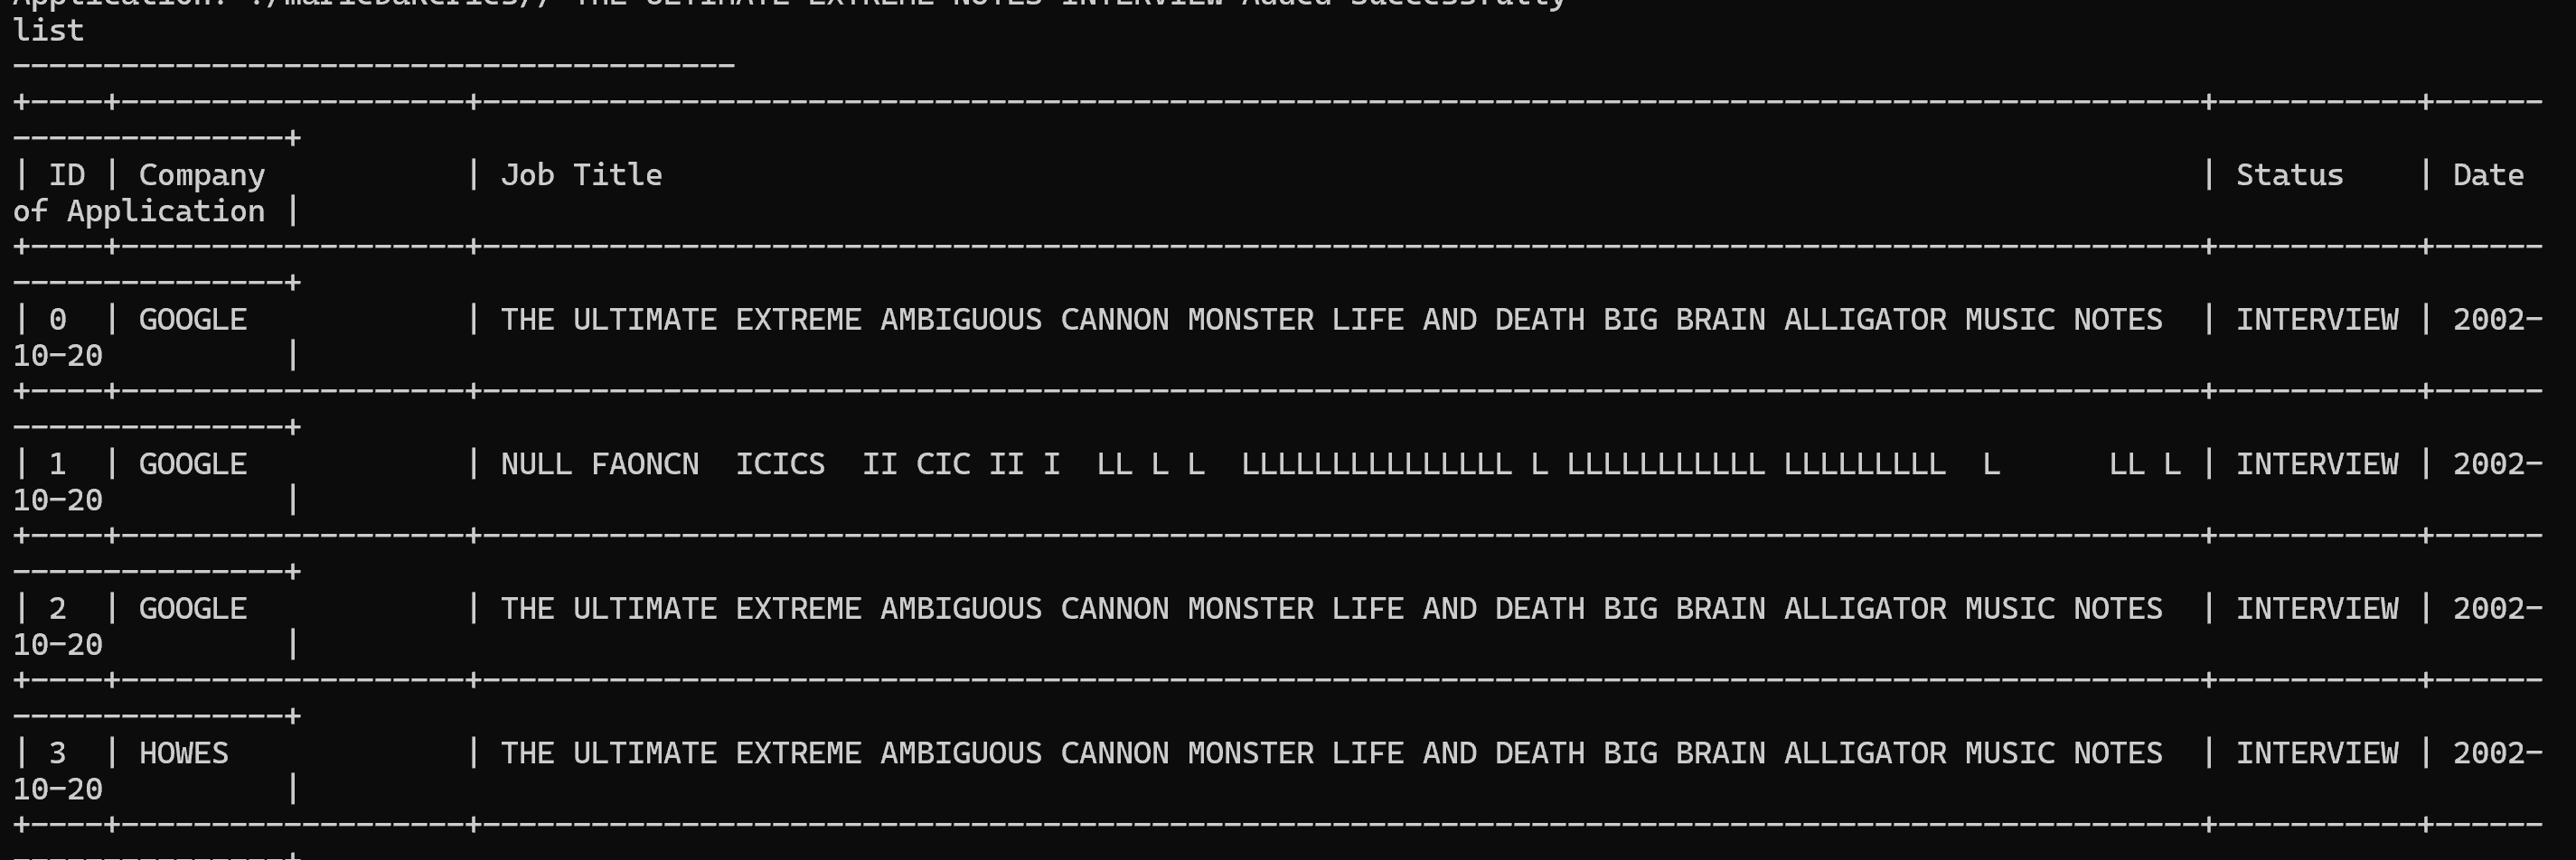 Application: ./marieBakeries// THE ULTIMATE EXTREME NOTES INTERVIEW Added Successfully
list
----------------------------------------
+----+-------------------+-----------------------------------------------------------------------------------------------+-----------+------
---------------+
| ID | Company           | Job Title                                                                                     | Status    | Date
of Application |
+----+-------------------+-----------------------------------------------------------------------------------------------+-----------+------
---------------+
| 0  | GOOGLE            | THE ULTIMATE EXTREME AMBIGUOUS CANNON MONSTER LIFE AND DEATH BIG BRAIN ALLIGATOR MUSIC NOTES  | INTERVIEW | 2002-
10-20          |
+----+-------------------+-----------------------------------------------------------------------------------------------+-----------+------
---------------+
| 1  | GOOGLE            | NULL FAONCN  ICICS  II CIC II I  LL L L  LLLLLLLLLLLLLLL L LLLLLLLLLLL LLLLLLLLL  L      LL L | INTERVIEW | 2002-
10-20          |
+----+-------------------+-----------------------------------------------------------------------------------------------+-----------+------
---------------+
| 2  | GOOGLE            | THE ULTIMATE EXTREME AMBIGUOUS CANNON MONSTER LIFE AND DEATH BIG BRAIN ALLIGATOR MUSIC NOTES  | INTERVIEW | 2002-
10-20          |
+----+-------------------+-----------------------------------------------------------------------------------------------+-----------+------
---------------+
| 3  | HOWES             | THE ULTIMATE EXTREME AMBIGUOUS CANNON MONSTER LIFE AND DEATH BIG BRAIN ALLIGATOR MUSIC NOTES  | INTERVIEW | 2002-
10-20          |
+----+-------------------+-----------------------------------------------------------------------------------------------+-----------+------
---------------+